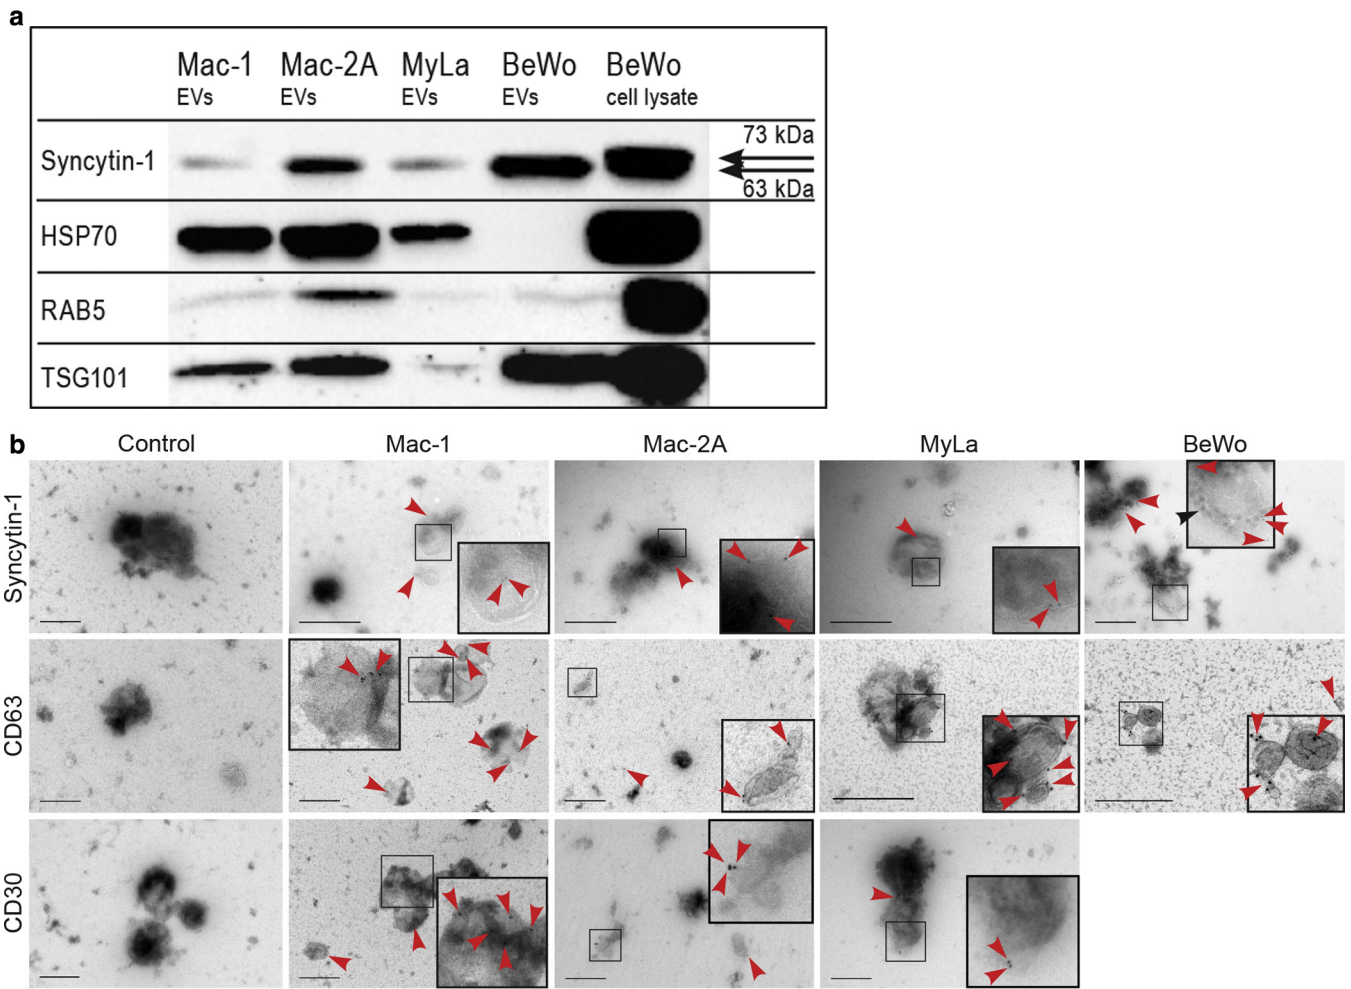 a
Mac-1 Mac-2A MyLa BeWo BeWo
EVs EVs EVs EVs cell lysate
Syncytin-1
73 kDa
63 kDa
HSP70
RAB5
TSG101
b
Control Mac-1 Mac-2A MyLa BeWo
Syncytin-1
CD63
CD30